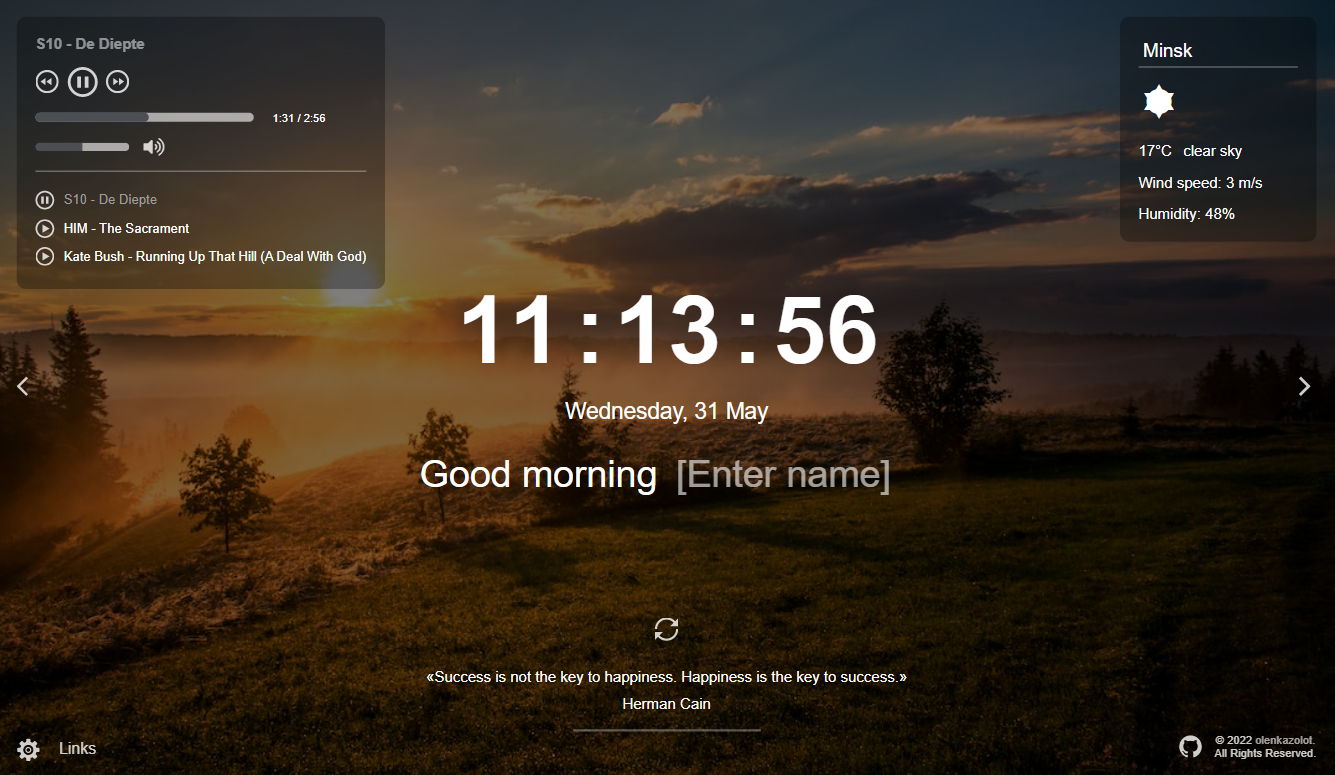 S10 - De Diepte
1:31 / 2:56
S10 - De Diepte
HIM - The Sacrament
Kate Bush - Running Up That Hill (A Deal With God)
Minsk
17°C clear sky
Wind speed: 3 m/s
Humidity: 48%
11:13:56
Wednesday, 31 May
Good morning [Enter name]
«Success is not the key to happiness. Happiness is the key to success.»
Herman Cain
Links
© 2022 olenkazolot.
All Rights Reserved.